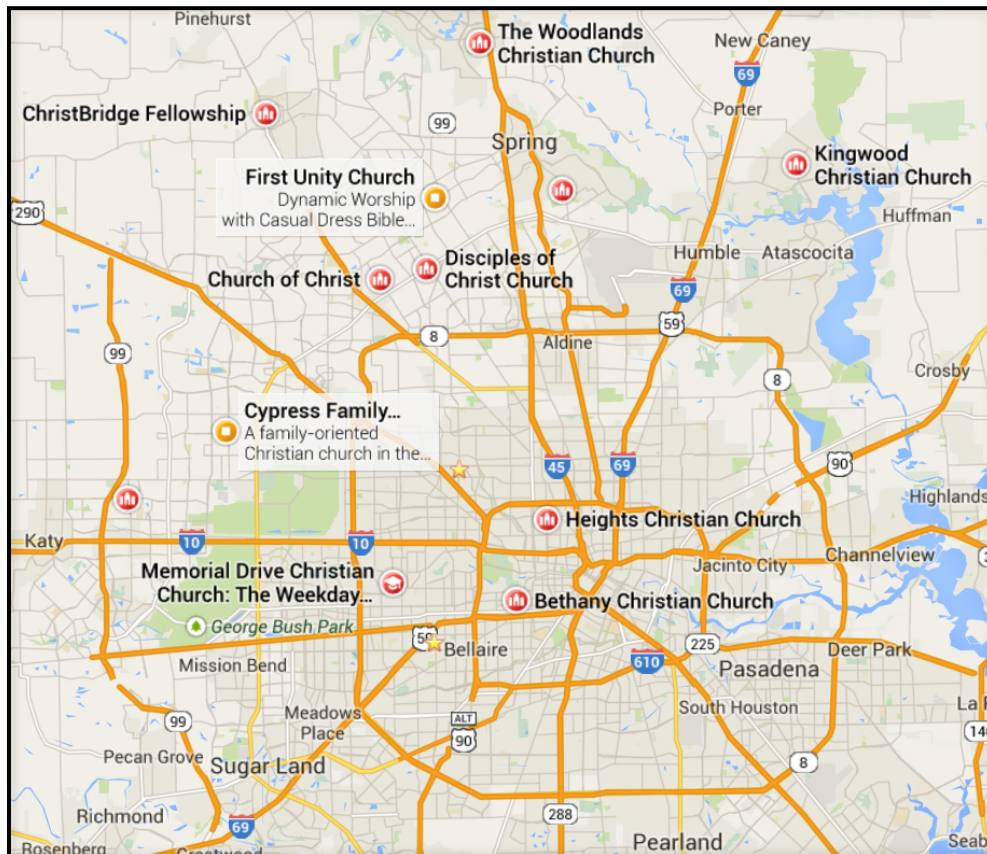 Pinehurst
The Woodlands
Christian Church
New Caney
69
Porter
ChristBridge Fellowship
99
Spring
Kingwood
Christian Church
First Unity Church
Dynamic Worship
with Casual Dress Bible...
290
Huffman
Humble
Atascocita
Disciples of
Christ Church
Church of Christ
69
59
8
Aldine
99
8
Crosby
Cypress Family...
A family-oriented
Christian church in the...
45
69
90
Highlands
Heights Christian Church
Katy
10
10
Channelview
Jacinto City
Memorial Drive Christian
Church: The Weekday...
Bethany Christian Church
George Bush Park
59
Bellaire
225
Deer Park
Mission Bend
610
Pasadena
South Houston
Meadows
Place
99
ALT
90
Pecan Grove
Sugar Land
8
146
Richmond
69
288
Pearland
Rosenberg